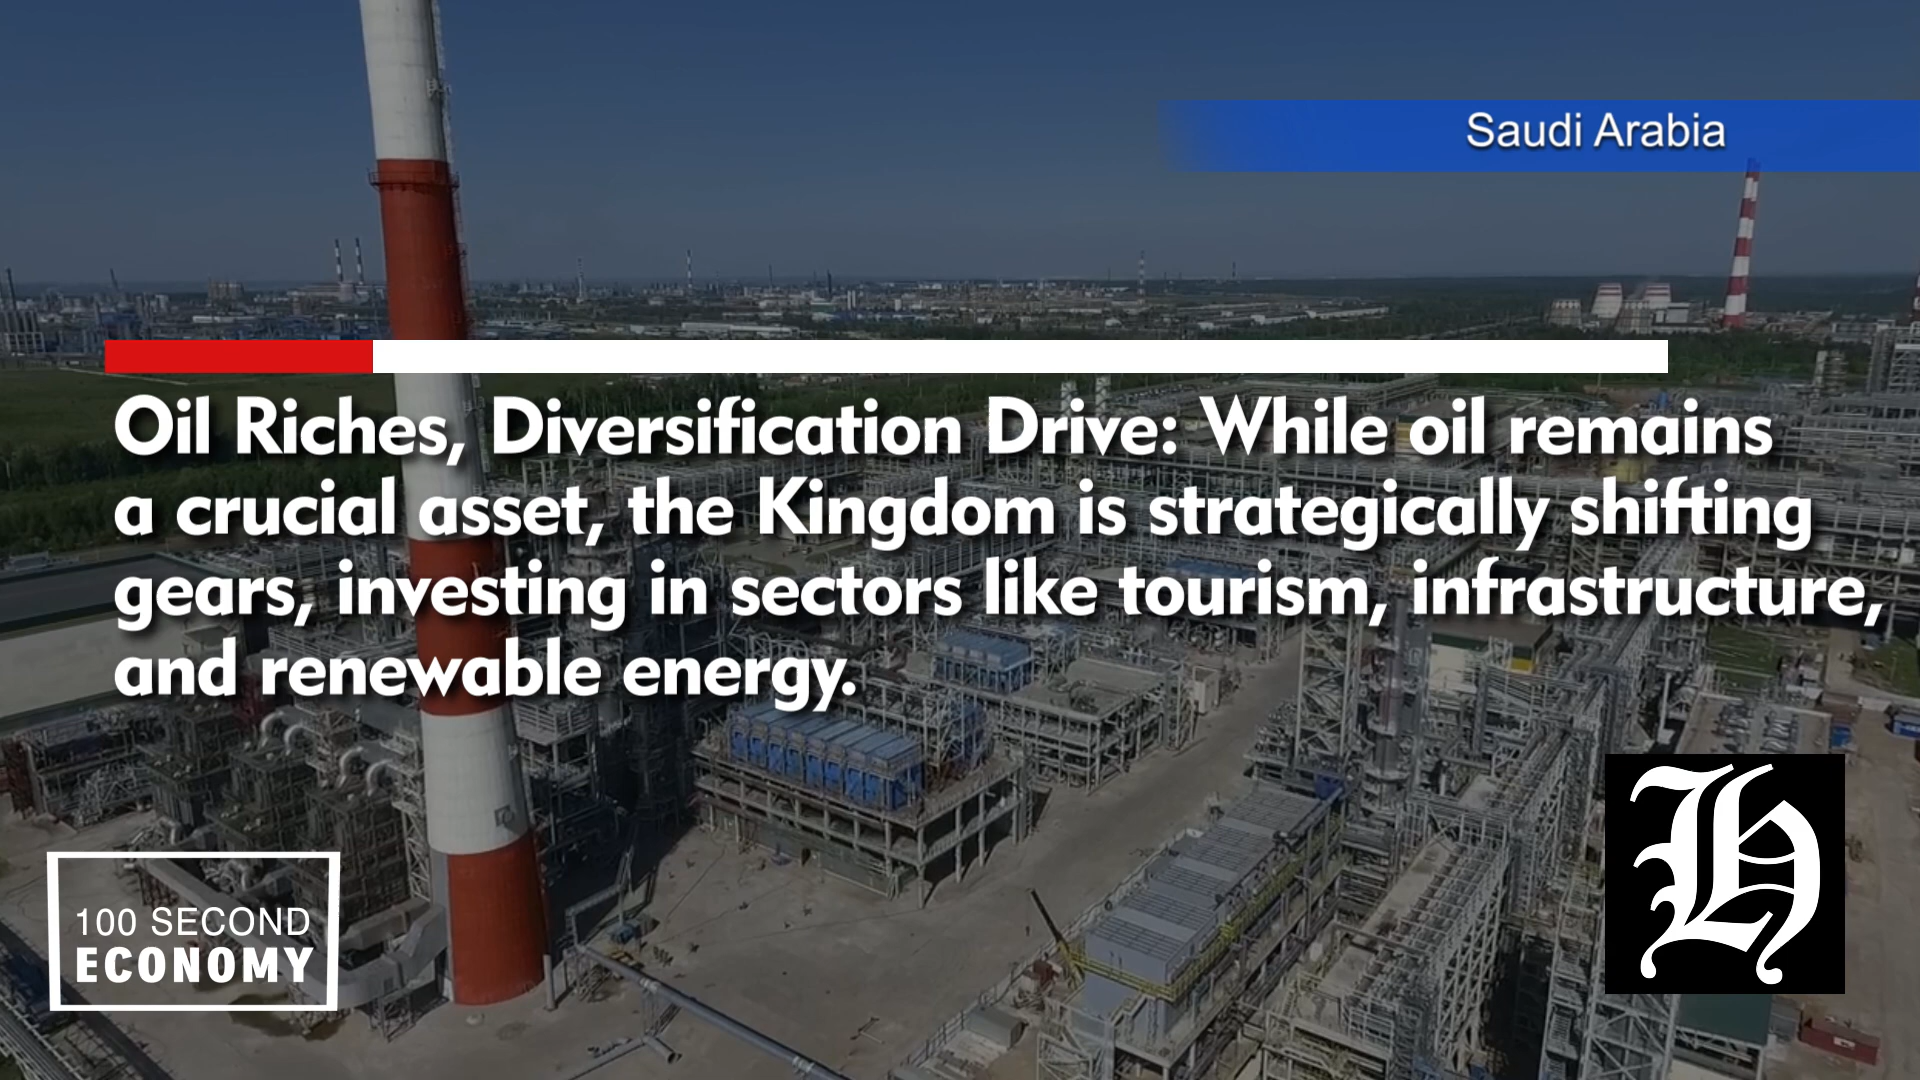 Saudi Arabia
Oil Riches, Diversification Drive: While oil remains
a crucial asset, the Kingdom is strategically shifting
gears, investing in sectors like tourism, infrastructure,
and renewable energy.
100 SECOND
ECONOMY
H